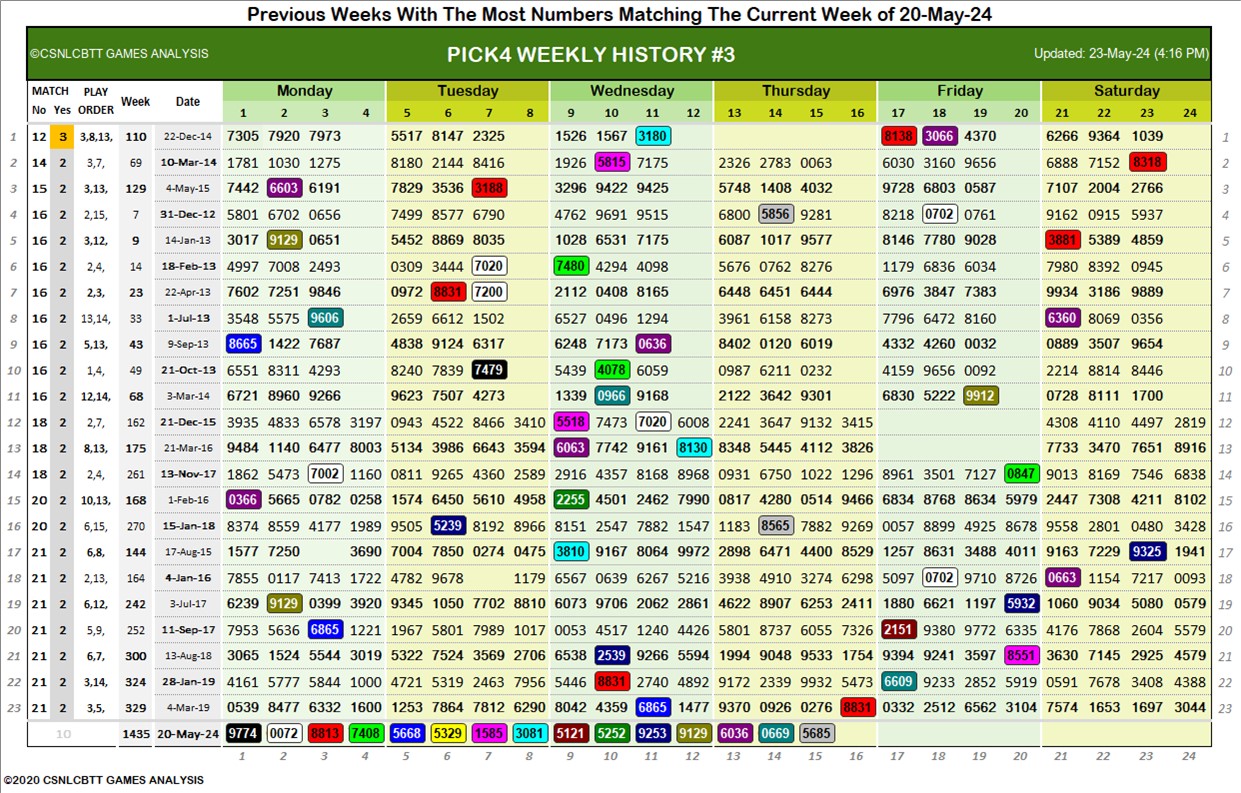 Previous Weeks With The Most Numbers Matching The Current Week of 20-May-24
©CSNLCBTT GAMES ANALYSIS PICK4 WEEKLY HISTORY #3 Updated: 23-May-24 (4:16 PM)
MATCH PLAY Week Date Monday Tuesday Wednesday Thursday Friday Saturday
No Yes ORDER 1 2 3 4 5 6 7 8 9 10 11 12 13 14 15 16 17 18 19 20 21 22 23 24
1 12 3 3,8,13, 110 22-Dec-14 7305 7920 7973 5517 8147 2325 1526 1567 3180 8138 3066 4370 6266 9364 1039 1
2 14 2 3,7, 69 10-Mar-14 1781 1030 1275 8180 2144 8416 1926 5815 7175 2326 2783 0063 6030 3160 9656 6888 7152 8318 2
3 15 2 3,13, 129 4-May-15 7442 6603 6191 7829 3536 3188 3296 9422 9425 5748 1408 4032 9728 6803 0587 7107 2004 2766 3
4 16 2 2,15, 7 31-Dec-12 5801 6702 0656 7499 8577 6790 4762 9691 9515 6800 5856 9281 8218 0702 0761 9162 0915 5937 4
5 16 2 3,12, 9 14-Jan-13 3017 9129 0651 5452 8869 8035 1028 6531 7175 6087 1017 9577 8146 7780 9028 3881 5389 4859 5
6 16 2 2,4, 14 18-Feb-13 4997 7008 2493 0309 3444 7020 7480 4294 4098 5676 0762 8276 1179 6836 6034 7980 8392 0945 6
7 16 2 2,3, 23 22-Apr-13 7602 7251 9846 0972 8831 7200 2112 0408 8165 6448 6451 6444 6976 3847 7383 9934 3186 9889 7
8 16 2 13,14, 33 1-Jul-13 3548 5575 9606 2659 6612 1502 6527 0496 1294 3961 6158 8273 7796 6472 8160 6360 8069 0356 8
9 16 2 5,13, 43 9-Sep-13 8665 1422 7687 4838 9124 6317 6248 7173 0636 8402 0120 6019 4332 4260 0032 0889 3507 9654 9
10 16 2 1,4, 49 21-Oct-13 6551 8311 4293 8240 7839 7479 5439 4078 6059 0987 6211 0232 4159 9656 0092 2214 8814 8446 10
11 16 2 12,14, 68 3-Mar-14 6721 8960 9266 9623 7507 4273 1339 0966 9168 2122 3642 9301 6830 5222 9912 0728 8111 1700 11
12 18 2 2,7, 162 21-Dec-15 3935 4833 6578 3197 0943 4522 8466 3410 5518 7473 7020 6008 2241 3647 9132 3415 4308 4110 4497 2819 12
13 18 2 8,13, 175 21-Mar-16 9484 1140 6477 8003 5134 3986 6643 3594 6063 7742 9161 8130 8348 5445 4112 3826 7733 3470 7651 8916 13
14 18 2 2,4, 261 13-Nov-17 1862 5473 7002 1160 0811 9265 4360 2589 2916 4357 8168 8968 0931 6750 1022 1296 8961 3501 7127 0847 9013 8169 7546 6838 14
15 20 2 10,13, 168 1-Feb-16 0366 5665 0782 0258 1574 6450 5610 4958 2255 4501 2462 7990 0817 4280 0514 9466 6834 8768 8634 5979 2447 7308 4211 8102 15
16 20 2 6,15, 270 15-Jan-18 8374 8559 4177 1989 9505 5239 8192 8966 8151 2547 7882 1547 1183 8565 7882 9269 0057 8899 4925 8678 9558 2801 0480 3428 16
17 21 2 6,8, 144 17-Aug-15 1577 7250 3690 7004 7850 0274 0475 3810 9167 8064 9972 2898 6471 4400 8529 1257 8631 3488 4011 9163 7229 9325 1941 17
18 21 2 2,13, 164 4-Jan-16 7855 0117 7413 1722 4782 9678 1179 6567 0639 6267 5216 3938 4910 3274 6298 5097 0702 9710 8726 0663 1154 7217 0093 18
19 21 2 6,12, 242 3-Jul-17 6239 9129 0399 3920 9345 1050 7702 8810 6073 9706 2062 2861 4622 8907 6253 2411 1880 6621 1197 5932 1060 9034 5080 0579 19
20 21 2 5,9, 252 11-Sep-17 7953 5636 6865 1221 1967 5801 7989 1017 0053 4517 1240 4426 5801 8737 6055 7326 2151 9380 9772 6335 4176 7868 2604 5579 20
21 21 2 6,7, 300 13-Aug-18 3065 1524 5544 3019 5322 7524 3569 2706 6538 2539 9266 5594 1994 9048 9533 1754 9394 9241 3597 8551 3630 7145 2925 4579 21
22 21 2 3,14, 324 28-Jan-19 4161 5777 5844 1000 4721 5319 2463 7956 5446 8831 2740 4892 9172 2339 9932 5473 6609 9233 2852 5919 0591 7678 3408 4388 22
23 21 2 3,5, 329 4-Mar-19 0539 8477 6332 1600 1253 7864 7812 6290 8042 4359 6865 1477 9370 0926 0276 8831 0332 2512 6562 3104 7574 1653 1697 3044 23
10 1435 20-May-24 9774 0072 8813 7408 5668 5329 1585 3081 5121 5252 9253 9129 6036 0669 5685
1 2 3 4 5 6 7 8 9 10 11 12 13 14 15 16 17 18 19 20 21 22 23 24
©2020 CSNLCBTT GAMES ANALYSIS